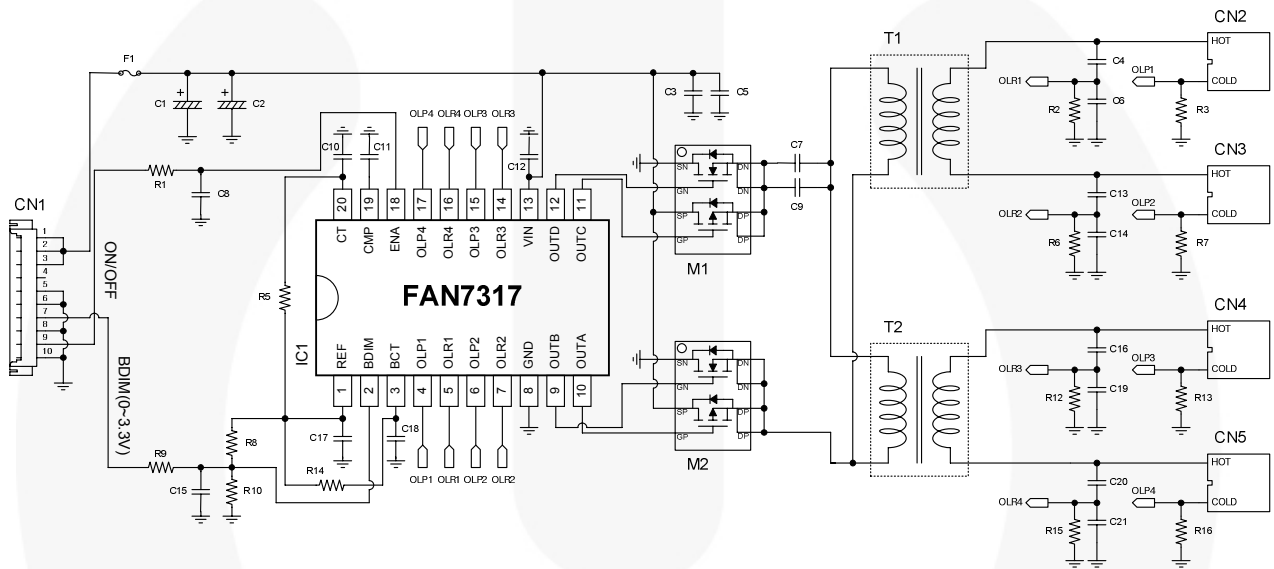 CN2
T1
F1
HOT
C4
OLR1
OLP1
COLD
C1
+
C2
+
C3
C5
C6
R2
R3
OLP4
OLR4
OLP3
OLR3
C10
C11
C12
C7
SN
DN
GN
DN
C9
SP
DP
GP
DP
M1
CN3
HOT
R1
C8
C13
OLR2
OLP2
COLD
C14
R6
R7
CN1
1
2
3
4
5
6
7
8
9
10
ON/OFF
BDIM(0~3.3V)
20
19
18
17
16
15
14
13
12
11
CT
CMP
ENA
OLP4
OLR4
OLP3
OLR3
VIN
OUTD
OUTC
R5
FAN7317
IC1
REF
BDIM
BCT
OLP1
OLR1
OLP2
OLR2
GND
OUTB
OUTA
1
2
3
4
5
6
7
8
9
10
T2
CN4
HOT
C16
OLR3
OLP3
COLD
C19
R12
R13
SN
DN
GN
DN
SP
DP
GP
DP
M2
R8
C17
C18
R9
R14
C15
R10
OLP1
OLR1
OLP2
OLR2
CN5
HOT
C20
OLR4
OLP4
COLD
C21
R15
R16